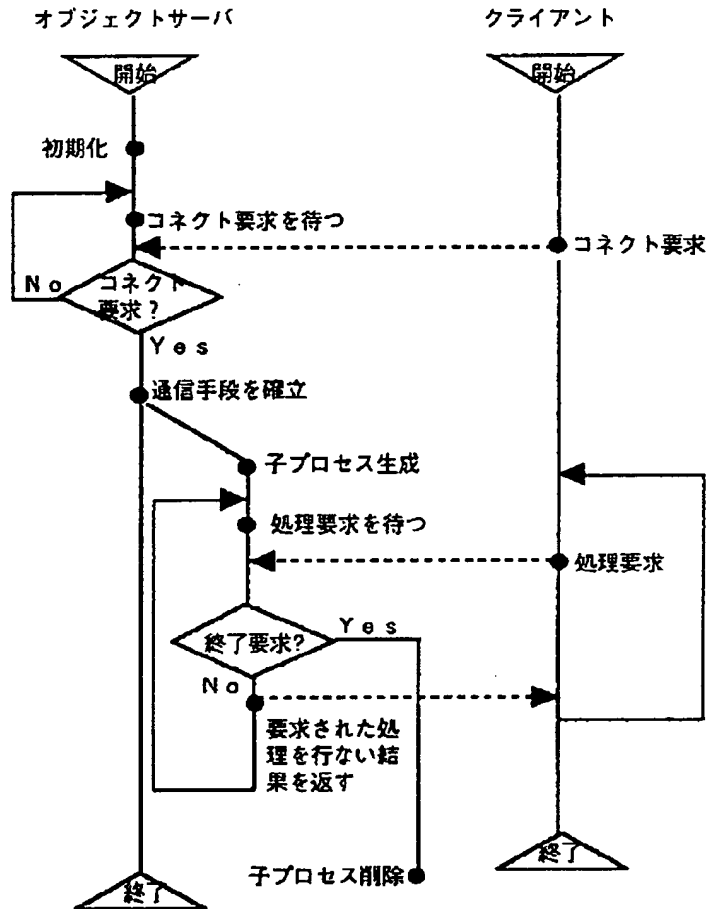 オブジェクトサーバ
クライアント
開始
開始
初期化
コネクト要求を待つ
コネクト要求
No
コネクト
要求?
Yes
通信手段を確立
子プロセス生成
処理要求を待つ
処理要求
終了要求?
Yes
No
要求された処
理を行ない結
果を返す
終了
子プロセス削除
終了